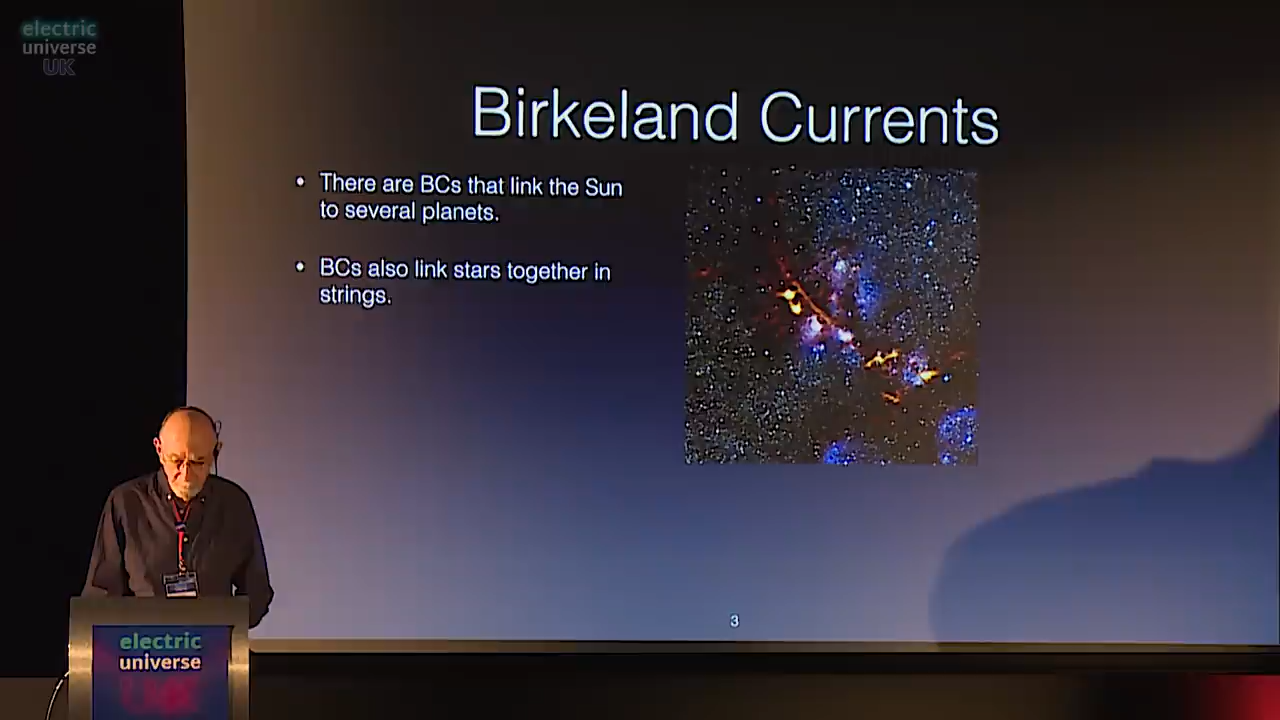 electric
universe
UK
Birkeland Currents
• There are BCs that link the Sun
to several planets.
• BCs also link stars together in
strings.
3
electric
universe
UK